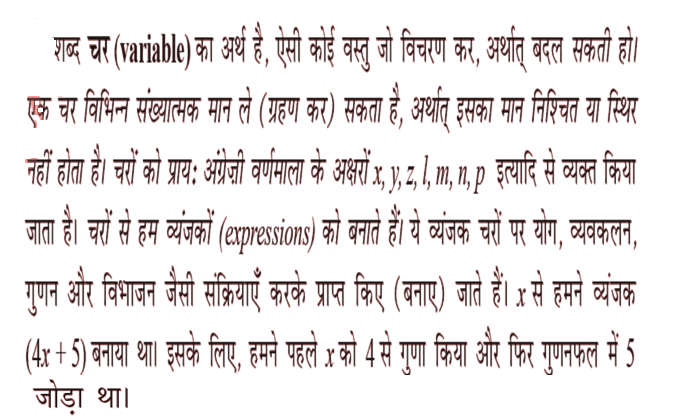 शब्द चर (variable) का अर्थ है, ऐसी कोई वस्तु जो विचरण कर, अर्थात् बदल सकती हो।
एक चर विभिन्न संख्यात्मक मान ले (ग्रहण कर) सकता है, अर्थात् इसका मान निश्चित या स्थिर
नहीं होता है। चरों को प्राय: अंग्रेज़ी वर्णमाला के अक्षरों x, y, z, l, m, n, p इत्यादि से व्यक्त किया
जाता है। चरों से हम व्यंजकों (expressions) को बनाते हैं। ये व्यंजक चरों पर योग, व्यवकलन,
गुणन और विभाजन जैसी संक्रियाएँ करके प्राप्त किए (बनाए) जाते हैं। x से हमने व्यंजक
(4x + 5) बनाया था। इसके लिए, हमने पहले x को 4 से गुणा किया और फिर गुणनफल में 5
जोड़ा था।